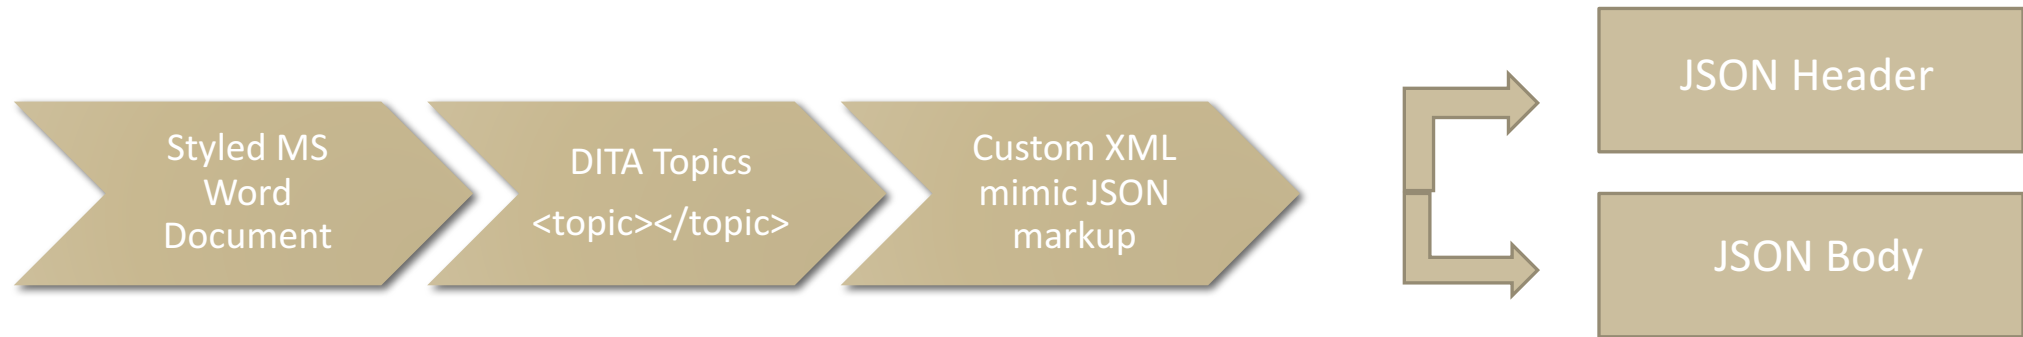 Styled MS
Word
Document
DITA Topics
<topic></topic>
Custom XML
mimic JSON
markup
JSON Header
JSON Body